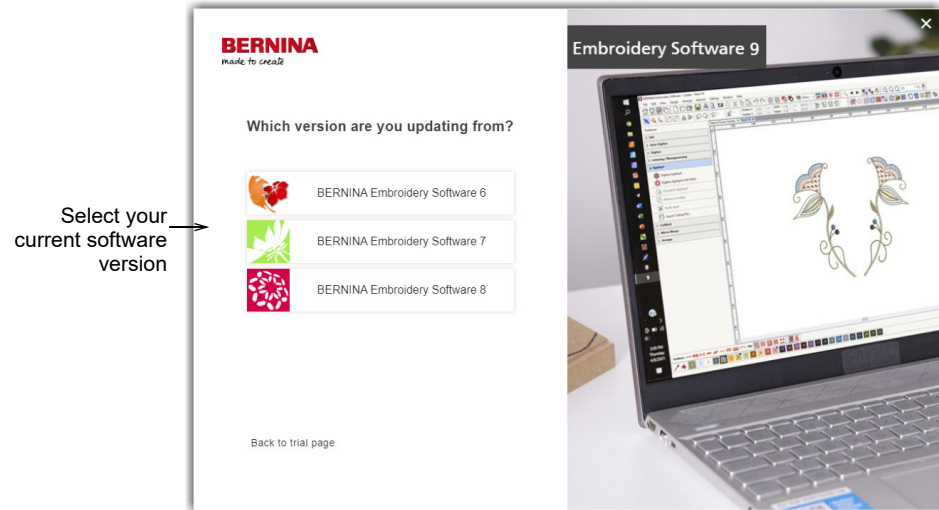 BERNINA
made to create
Embroidery Software 9
Which version are you updating from?
Select your
current software
version
BERNINA Embroidery Software 6
BERNINA Embroidery Software 7
BERNINA Embroidery Software 8
Back to trial page